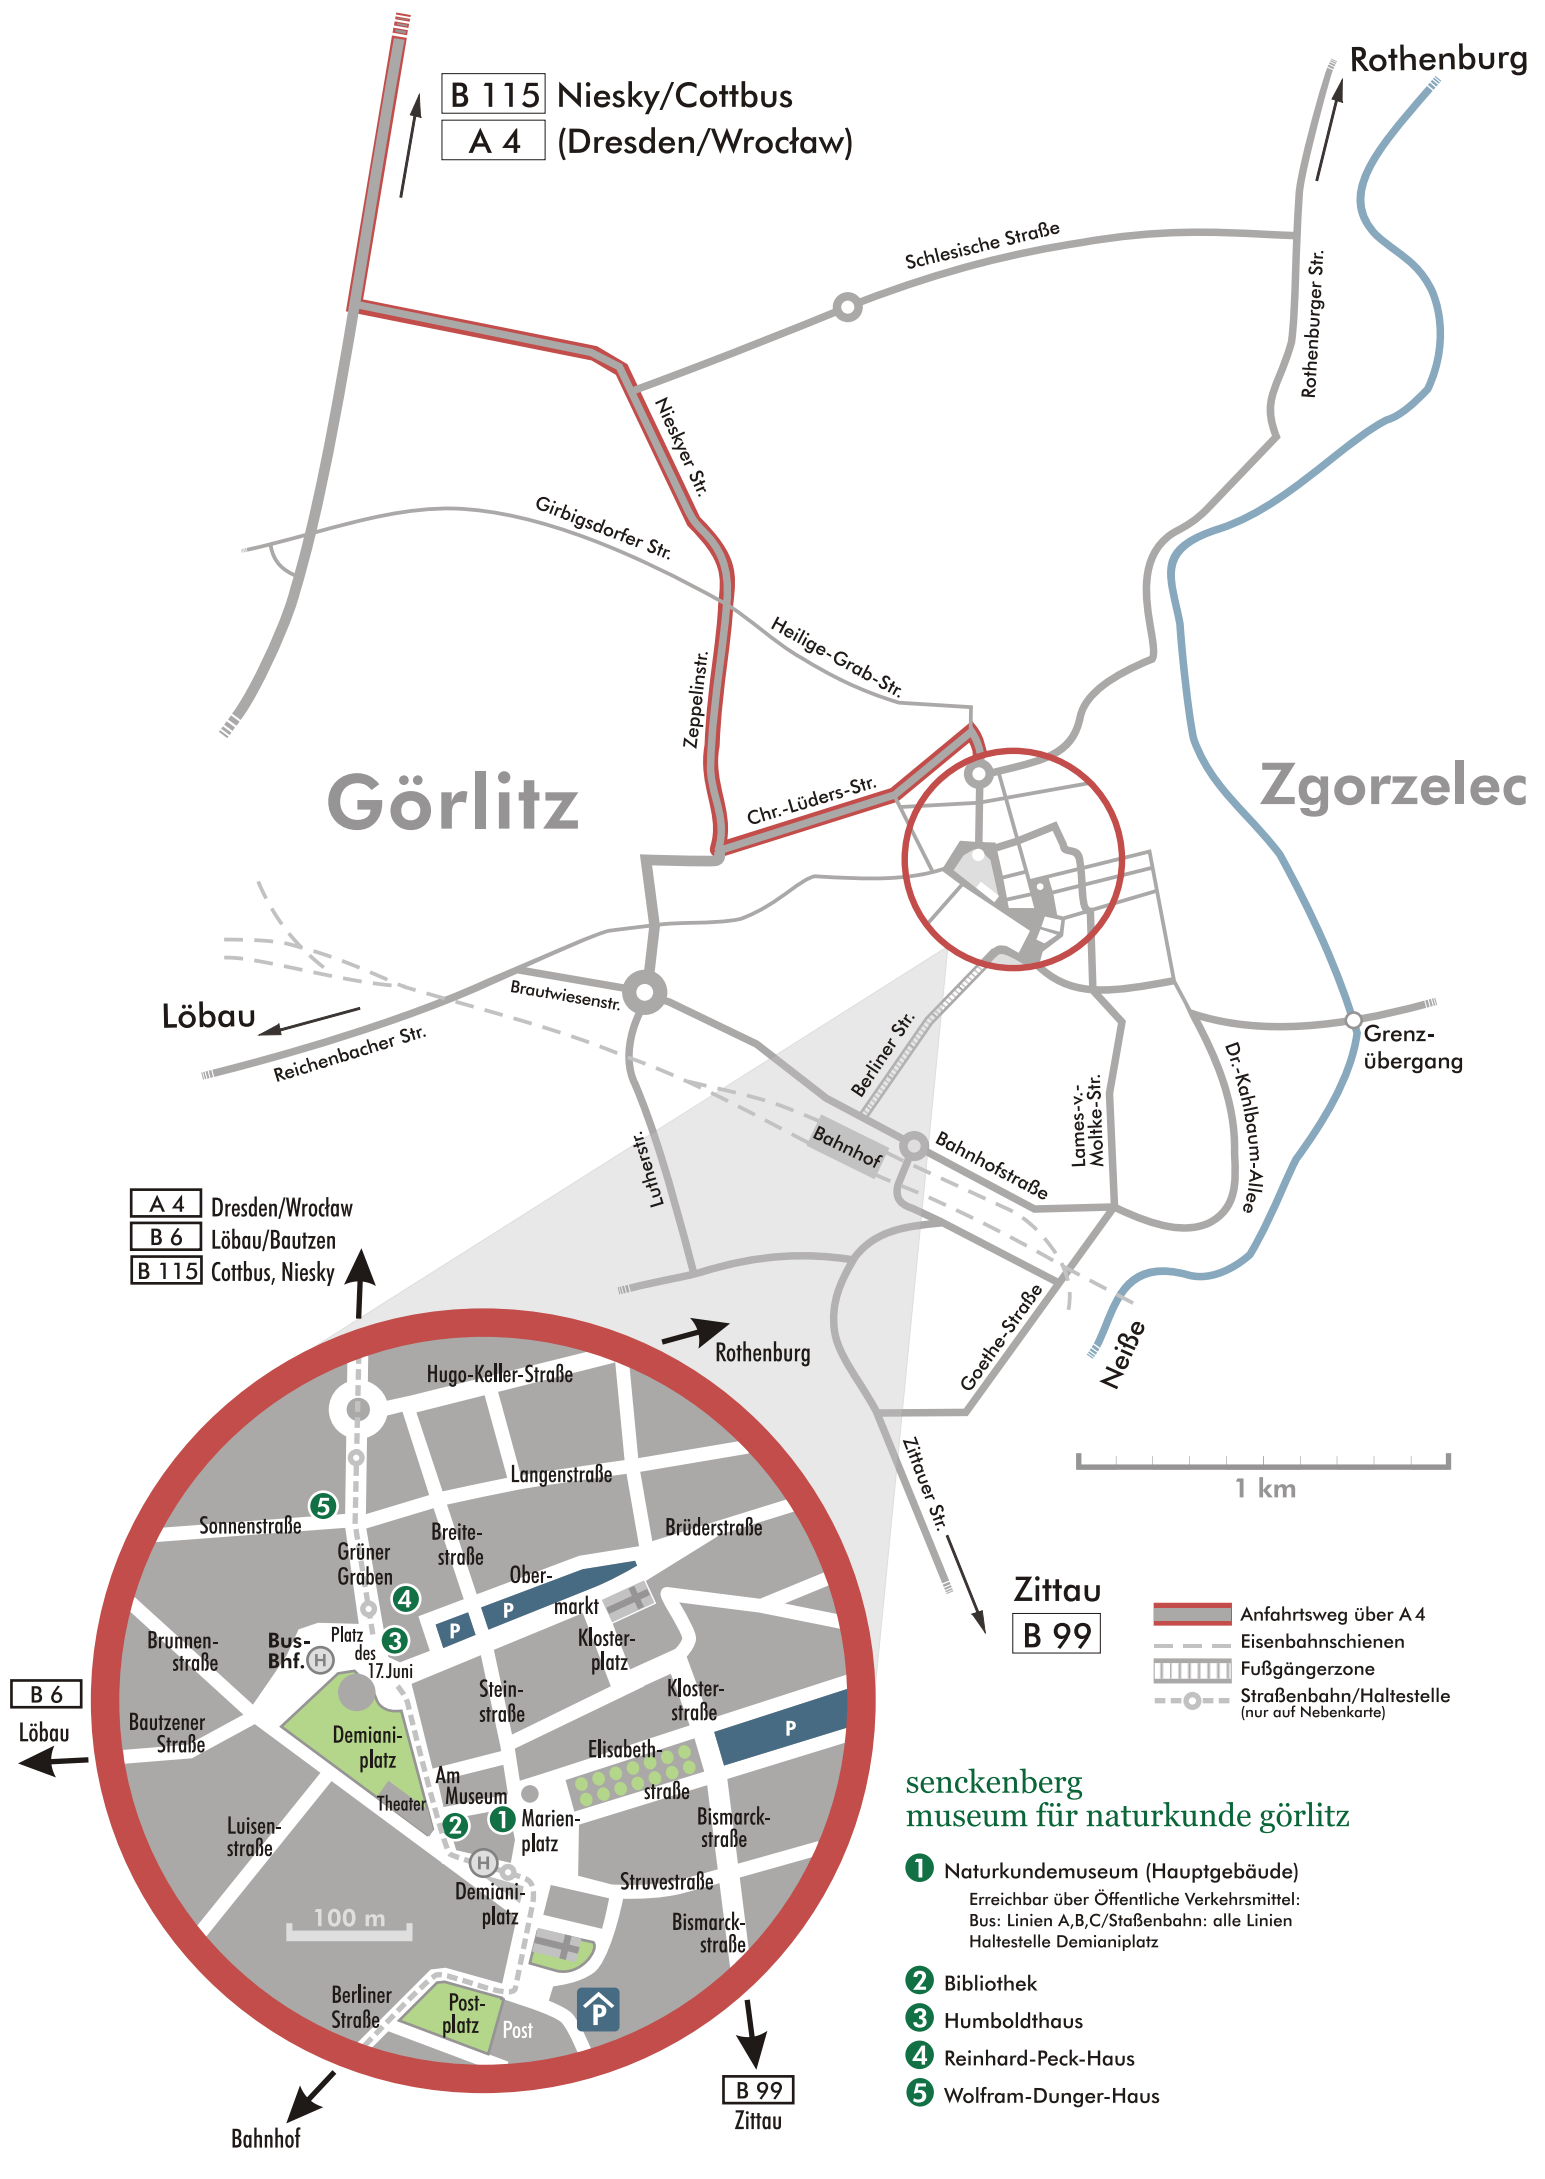 Rothenburg
B 115 Niesky/Cottbus
A 4 (Dresden/Wrocław)
Schlesische Straße
Rothenburger Str.
Nieskyer Str.
Girbigsdorfer Str.
Heilige-Grab-Str.
Zeppelinstr.
Görlitz
Zgorzelec
Chr.-Lüders-Str.
Löbau
Brautwiesenstr.
Reichenbacher Str.
Berliner Str.
Grenz-
übergang
Dr.-Kahlbaum-Allee
Lames-v.-
Moltke-Str.
Bahnhof
Bahnhofstraße
Lutherstr.
Goethe-Straße
Neiße
Zittauer Str.
1 km
Zittau
B 99
A 4 Dresden/Wrocław
B 6 Löbau/Bautzen
B 115 Cottbus, Niesky
Rothenburg
Hugo-Keller-Straße
Langenstraße
5
Sonnenstraße
Breite-
straße
Brüderstraße
Grüner
Graben
Ober-
markt
4
P
P
3
Platz
des
17.Juni
Bus-
Bhf.
H
Brunnen-
straße
Kloster-
platz
Stein-
straße
Kloster-
straße
B 6
Löbau
Bautzener
Straße
Demiani-
platz
P
Elisabeth-
straße
Am
Museum
Theater
2
1
Marien-
platz
Bismarck-
straße
Luisen-
straße
H
Demiani-
platz
Struvestraße
100 m
Bismarck-
straße
Berliner
Straße
Post-
platz
Post
P
Bahnhof
B 99
Zittau
Anfahrtsweg über A 4
Eisenbahnschienen
Fußgängerzone
Straßenbahn/Haltestelle
(nur auf Nebenkarte)
senckenberg
museum für naturkunde görlitz
1 Naturkundemuseum (Hauptgebäude)
Erreichbar über Öffentliche Verkehrsmittel:
Bus: Linien A,B,C/Staßenbahn: alle Linien
Haltestelle Demianiplatz
2 Bibliothek
3 Humboldthaus
4 Reinhard-Peck-Haus
5 Wolfram-Dunger-Haus